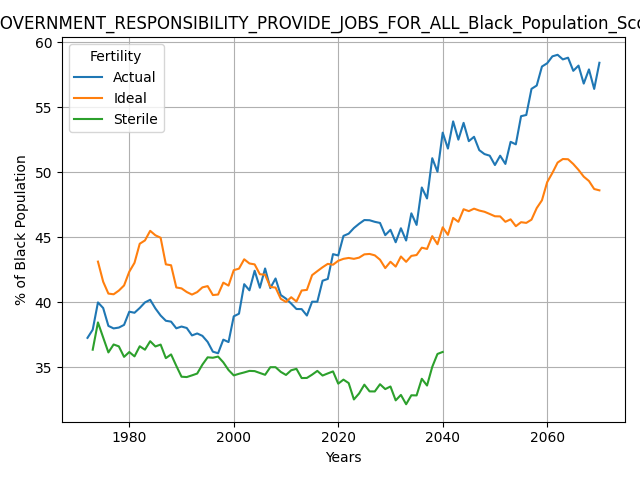 OVERNMENT_RESPONSIBILITY_PROVIDE_JOBS_FOR_ALL_Black_Population_Sco
Fertility
Actual
Ideal
Sterile
% of Black Population
60
55
50
45
40
35
1980
2000
2020
2040
2060
Years